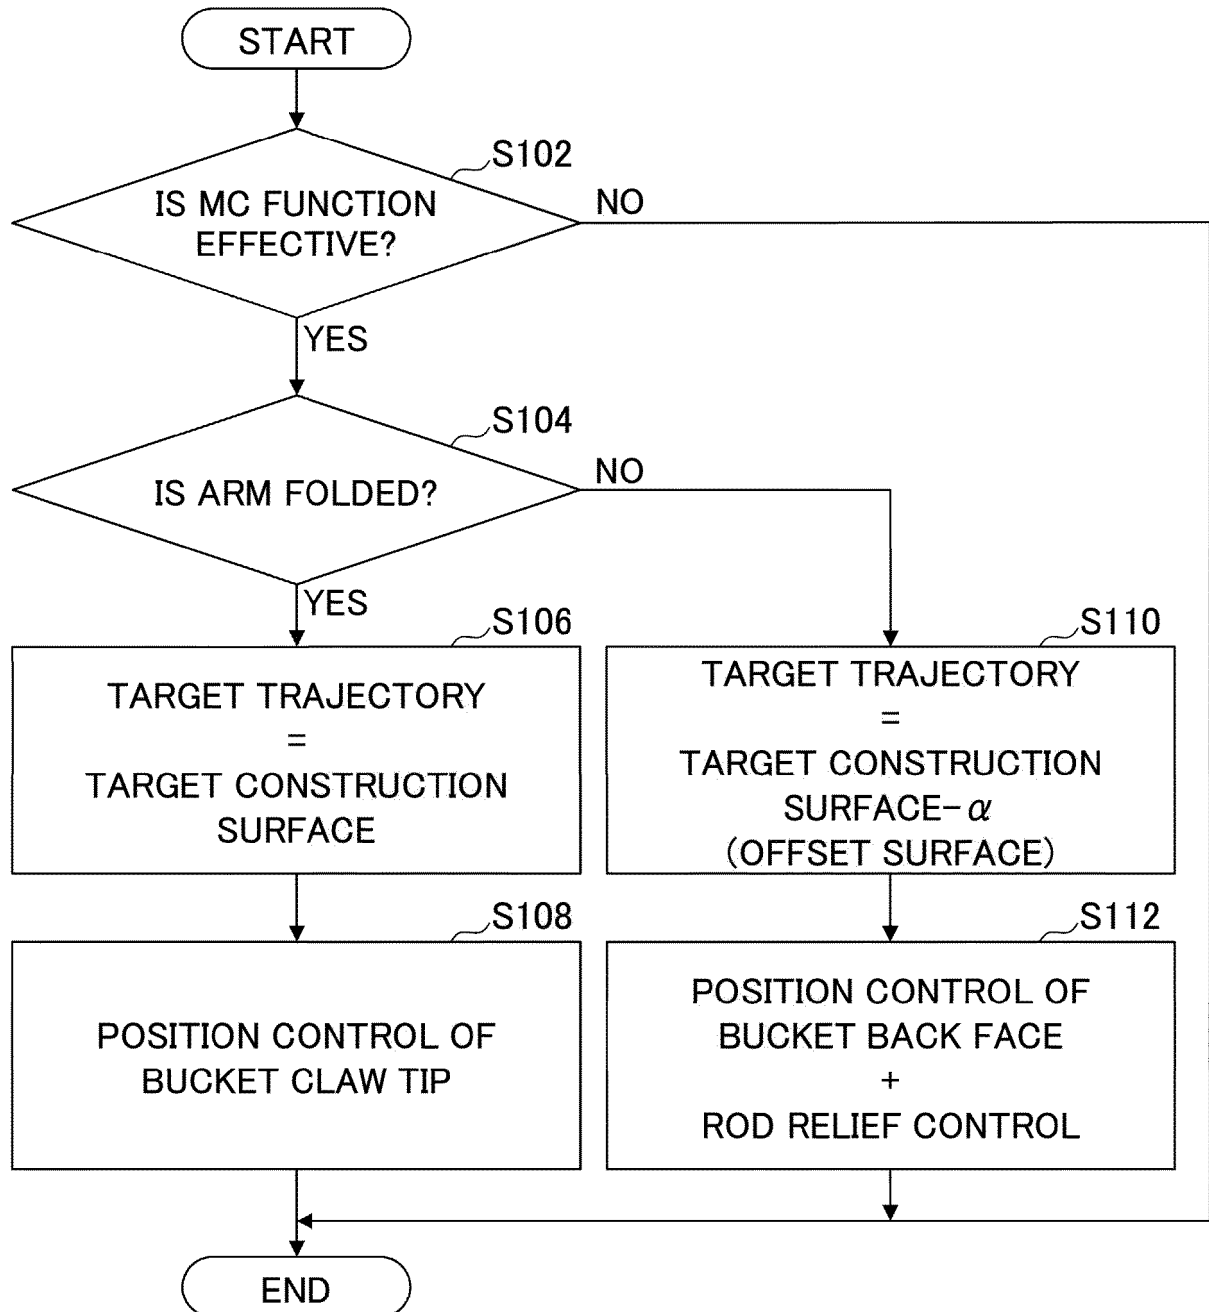 START
S102
IS MC FUNCTION
EFFECTIVE?
NO
YES
S104
IS ARM FOLDED?
NO
YES
S106
TARGET TRAJECTORY
=
TARGET CONSTRUCTION
SURFACE
S110
TARGET TRAJECTORY
=
TARGET CONSTRUCTION
SURFACE-α
(OFFSET SURFACE)
S108
POSITION CONTROL OF
BUCKET CLAW TIP
S112
POSITION CONTROL OF
BUCKET BACK FACE
+
ROD RELIEF CONTROL
END